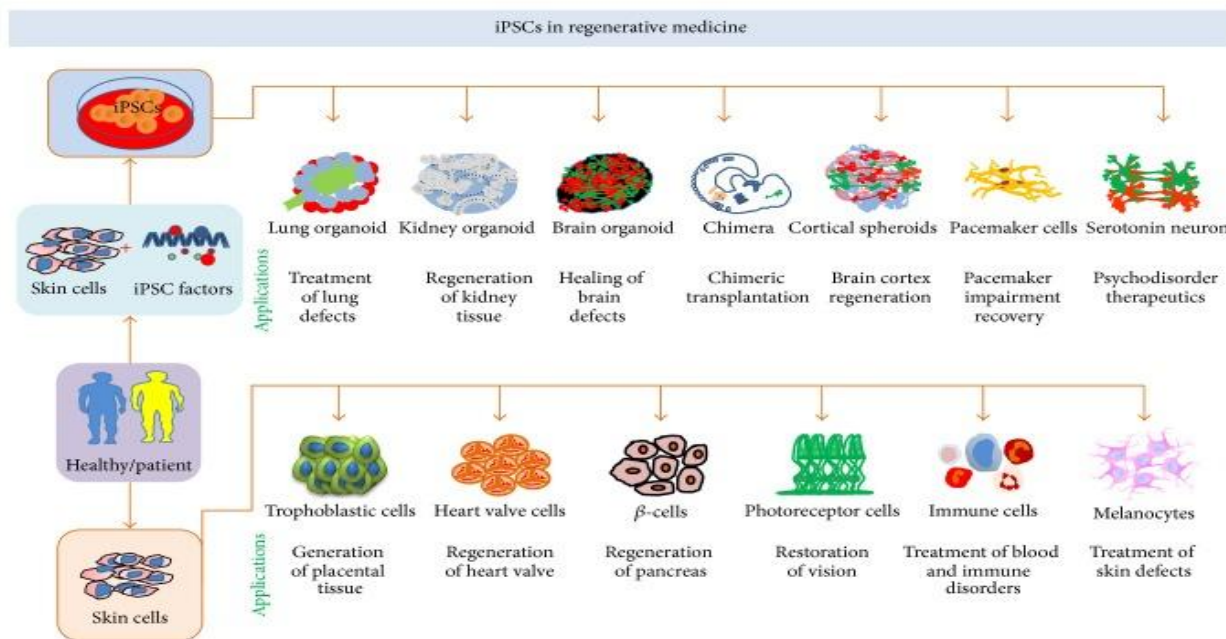 iPSCs in regenerative medicine
iPSCs
Lung organoid
Kidney organoid
Brain organoid
Chimera
Cortical spheroids
Pacemaker cells
Serotonin neuron
Skin cells
+
iPSC factors
Applications
Treatment
of lung
defects
Regeneration
of kidney
tissue
Healing of
brain
defects
Chimeric
transplantation
Brain cortex
regeneration
Pacemaker
impairment
recovery
Psychodisorder
therapeutics
Healthy/patient
Trophoblastic cells
Heart valve cells
β-cells
Photoreceptor cells
Immune cells
Melanocytes
Applications
Generation
of placental
tissue
Regeneration
of heart valve
Regeneration
of pancreas
Restoration
of vision
Treatment of blood
and immune
disorders
Treatment of
skin defects
Skin cells